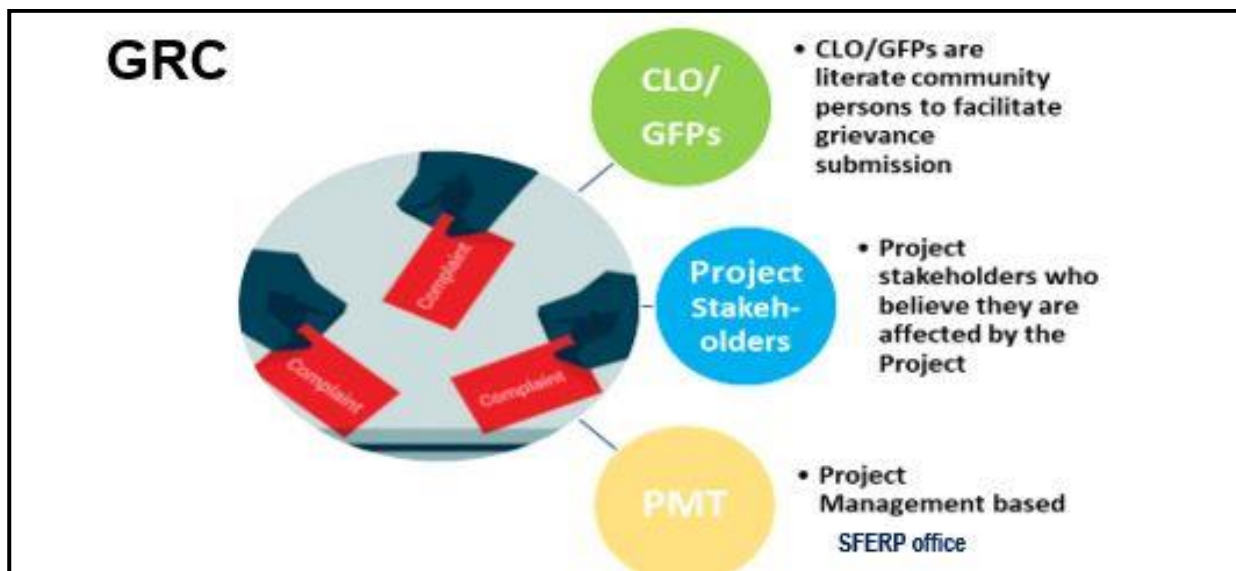 GRC
CLO/
GFPs
• CLO/GFPs are
literate community
persons to facilitate
grievance
submission
Complaint
Complaint
Complaint
Project
Stakeh-
olders
• Project
stakeholders who
believe they are
affected by the
Project
PMT
• Project
Management based
SFERP office